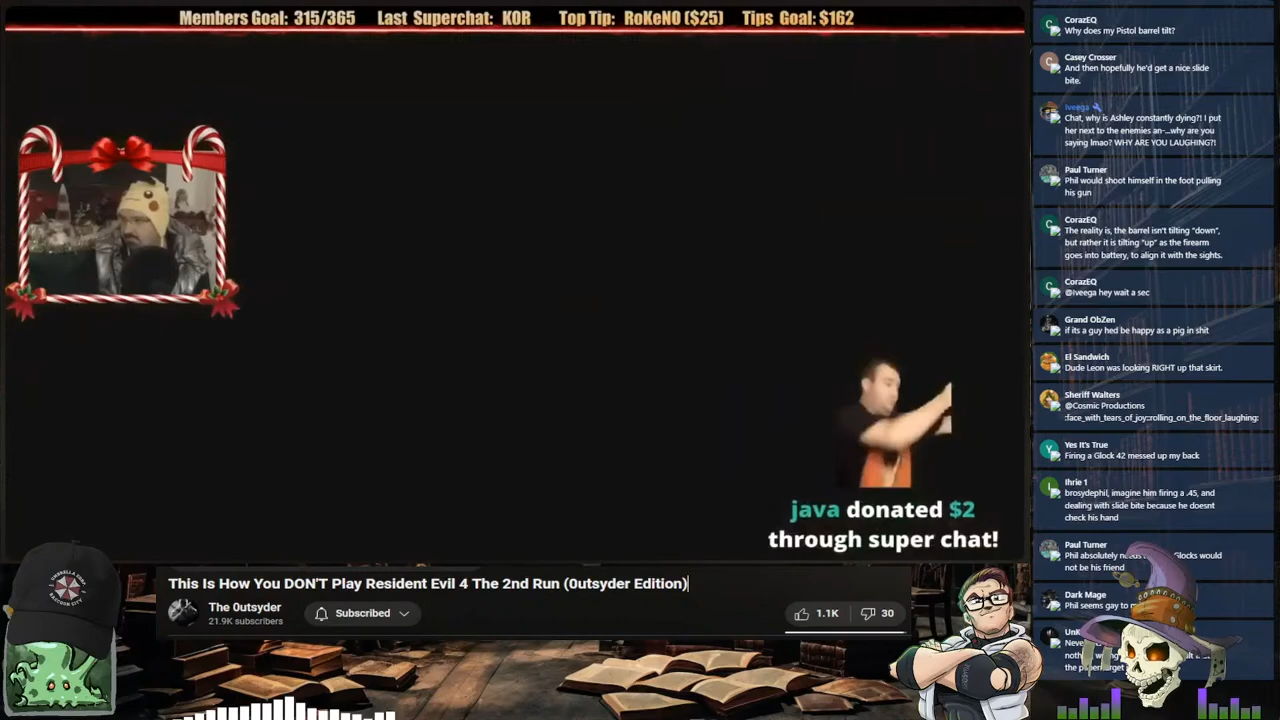 Members Goal: 315/365 Last Superchat: KOR Top Tip: RoKeNO ($25) Tips Goal: $162
java donated $2
through super chat!
This Is How You DON'T Play Resident Evil 4 The 2nd Run (0utsyder Edition)
The 0utsyder
21.9K subscribers
Subscribed
1.1K
30
UMBRELLA CORP.
RACCOON CITY
CorazEQ
Why does my Pistol barrel tilt?
Casey Crosser
And then hopefully he'd get a nice slide
bite.
Iveega
Chat, why is Ashley constantly dying?! I put
her next to the enemies an-...why are you
saying lmao? WHY ARE YOU LAUGHING?!
Paul Turner
Phil would shoot himself in the foot pulling
his gun
CorazEQ
The reality is, the barrel isn't tilting "down",
but rather it is tilting "up" as the firearm
goes into battery, to align it with the sights.
CorazEQ
@Iveega hey wait a sec
Grand ObZen
if its a guy hed be happy as a pig in shit
El Sandwich
Dude Leon was looking RIGHT up that skirt.
Sheriff Walters
@Cosmic Productions
:face_with_tears_of_joy::rolling_on_the_floor_laughing:
Yes It's True
Firing a Glock 42 messed up my back
Ihrie 1
brosydephil, imagine him firing a .45, and
dealing with slide bite because he doesnt
check his hand
Paul Turner
Phil absolutely Glocks would
not be his friend
Dark Mage
Phil seems gay to